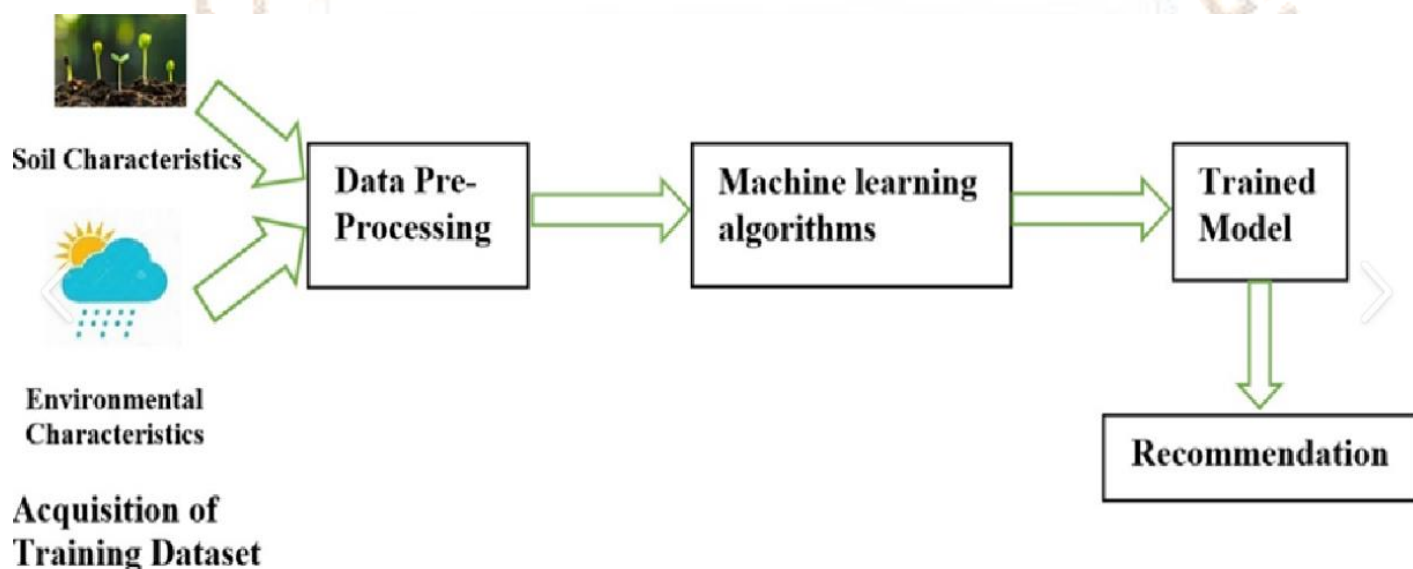 Soil Characteristics
Environmental
Characteristics
Acquisition of
Training Dataset
Data Pre-
Processing
Machine learning
algorithms
Trained
Model
Recommendation